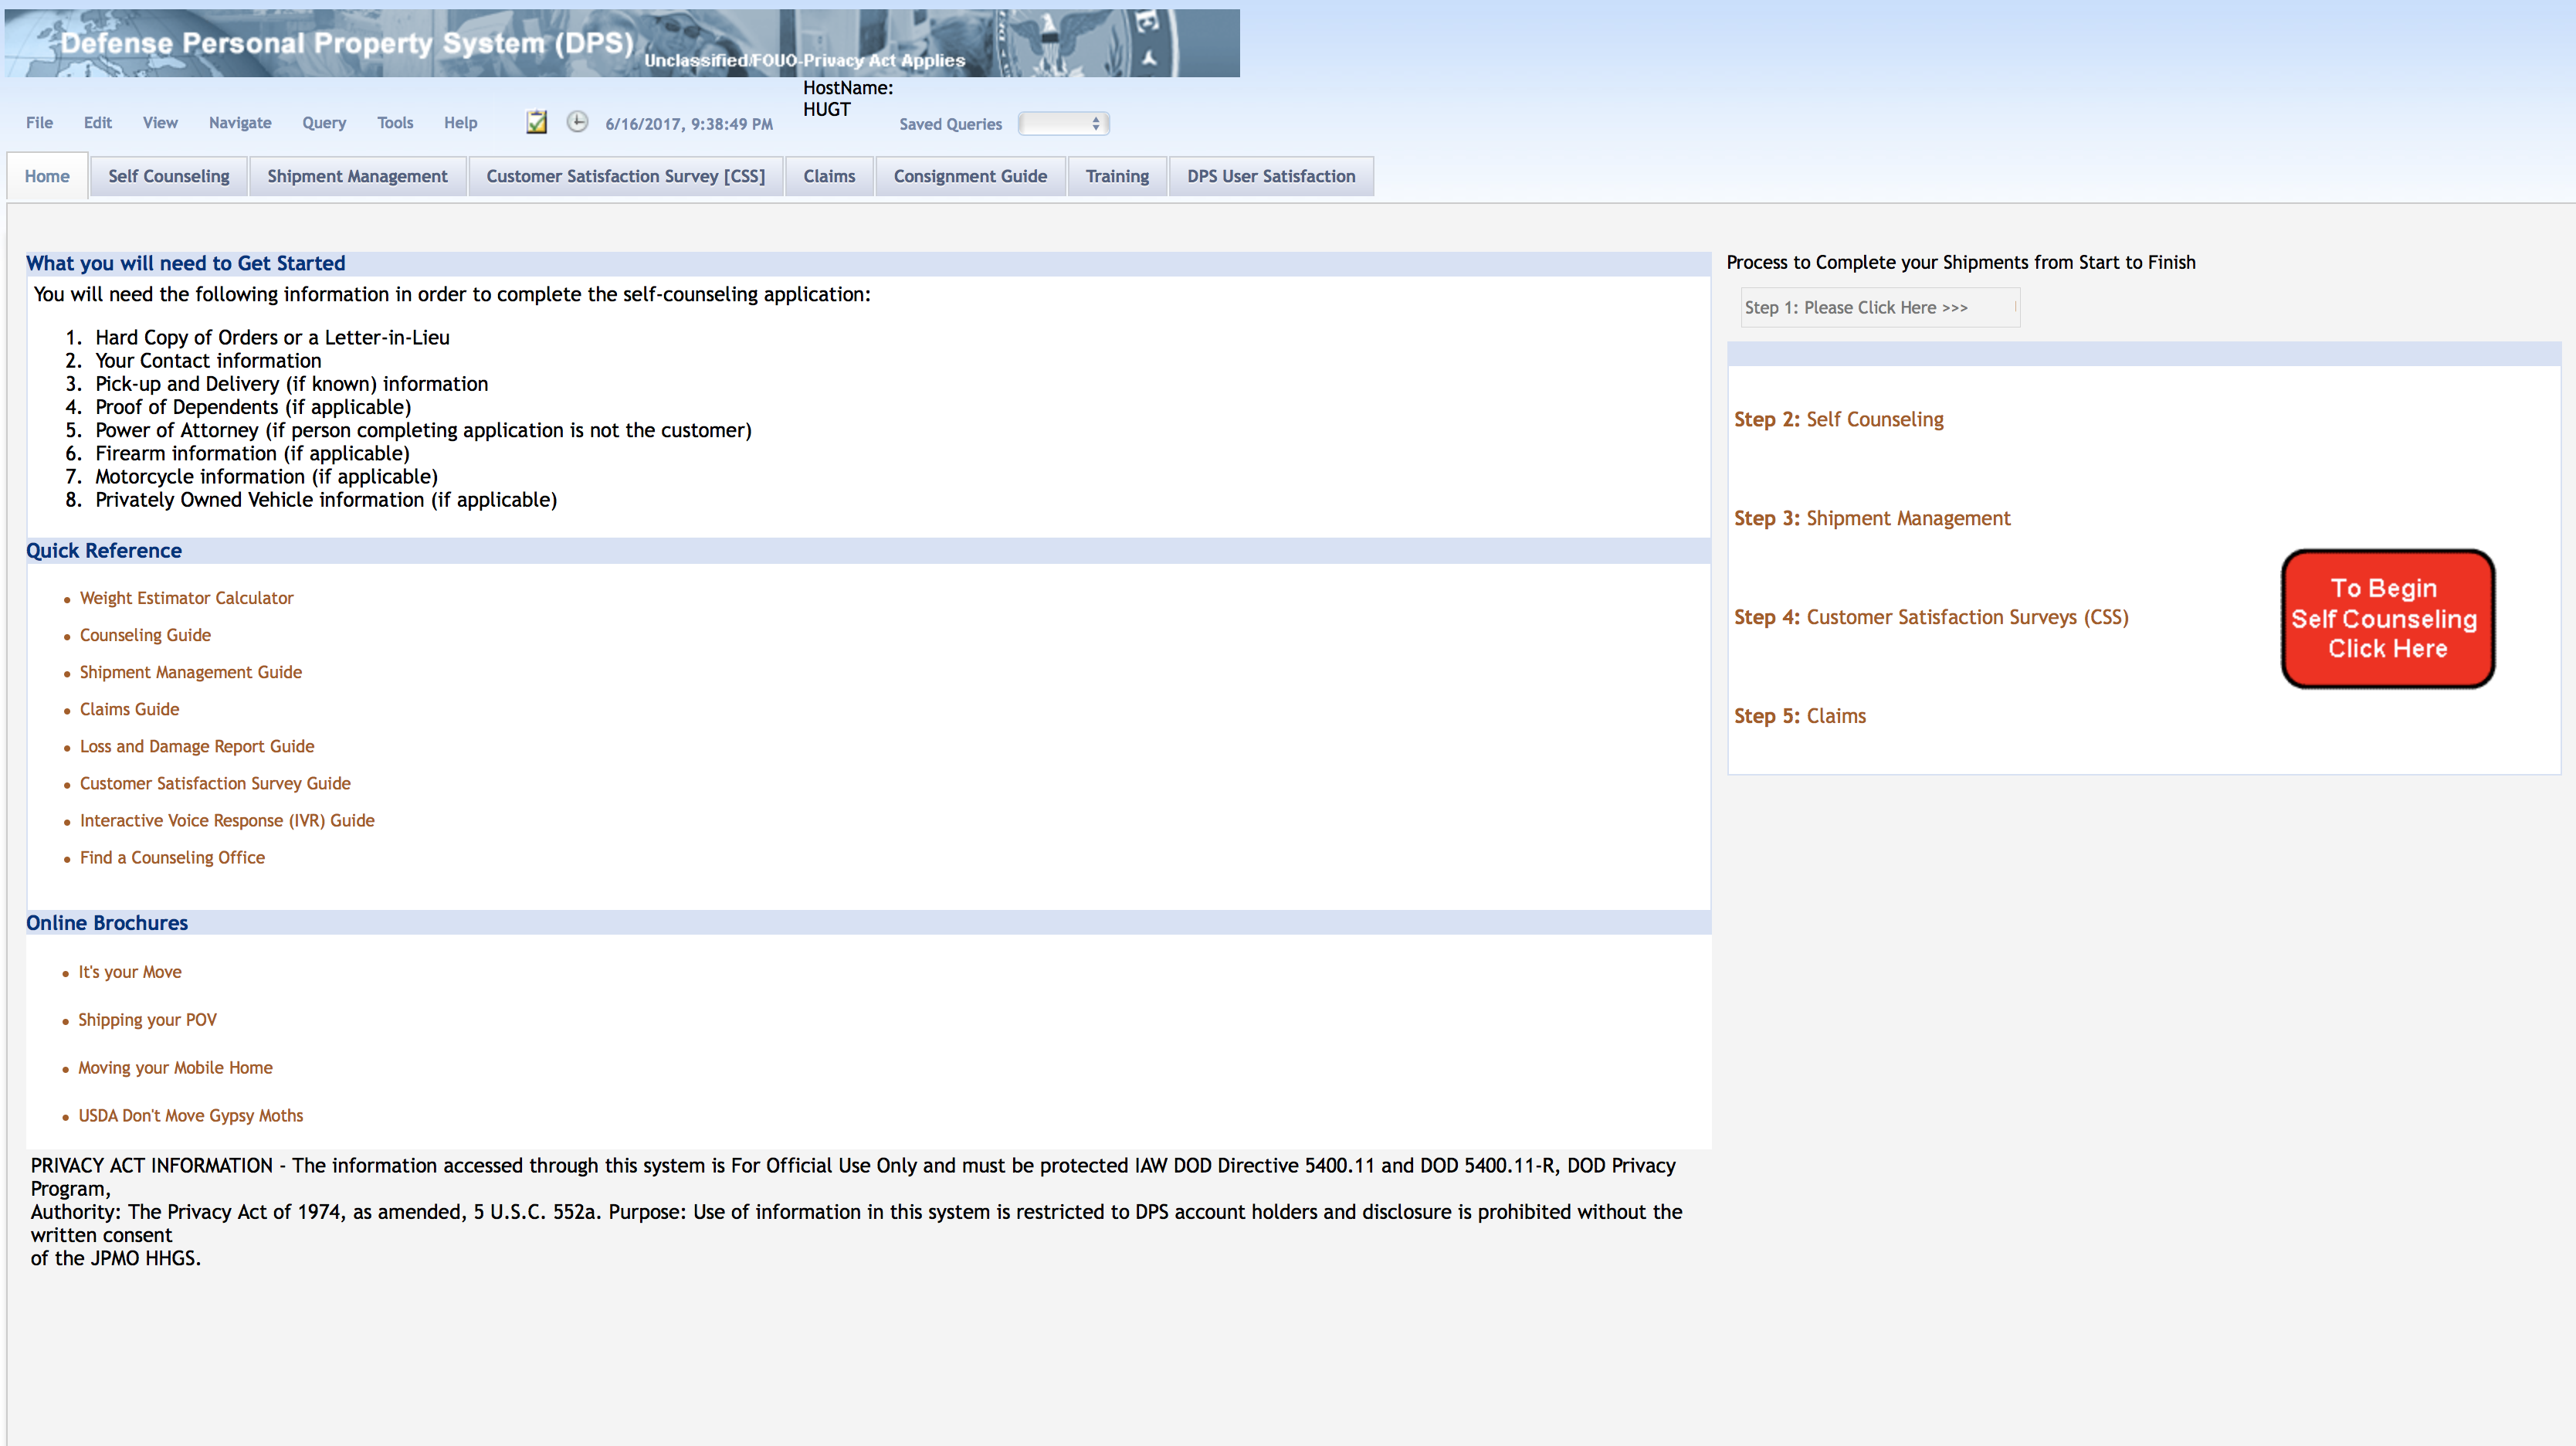 Defense Personal Property System (DPS)
Unclassified/FOUO-Privacy Act Applies
HostName:
HUGT
File Edit View Navigate Query Tools Help 6/16/2017, 9:38:49 PM Saved Queries
Home Self Counseling Shipment Management Customer Satisfaction Survey [CSS] Claims Consignment Guide Training DPS User Satisfaction
What you will need to Get Started
You will need the following information in order to complete the self-counseling application:
1. Hard Copy of Orders or a Letter-in-Lieu
2. Your Contact information
3. Pick-up and Delivery (if known) information
4. Proof of Dependents (if applicable)
5. Power of Attorney (if person completing application is not the customer)
6. Firearm information (if applicable)
7. Motorcycle information (if applicable)
8. Privately Owned Vehicle information (if applicable)
Quick Reference
• Weight Estimator Calculator
• Counseling Guide
• Shipment Management Guide
• Claims Guide
• Loss and Damage Report Guide
• Customer Satisfaction Survey Guide
• Interactive Voice Response (IVR) Guide
• Find a Counseling Office
Online Brochures
• It's your Move
• Shipping your POV
• Moving your Mobile Home
• USDA Don't Move Gypsy Moths
PRIVACY ACT INFORMATION - The information accessed through this system is For Official Use Only and must be protected IAW DOD Directive 5400.11 and DOD 5400.11-R, DOD Privacy
Program,
Authority: The Privacy Act of 1974, as amended, 5 U.S.C. 552a. Purpose: Use of information in this system is restricted to DPS account holders and disclosure is prohibited without the
written consent
of the JPMO HHGS.
Process to Complete your Shipments from Start to Finish
Step 1: Please Click Here >>>
Step 2: Self Counseling
Step 3: Shipment Management
Step 4: Customer Satisfaction Surveys (CSS)
Step 5: Claims
To Begin
Self Counseling
Click Here